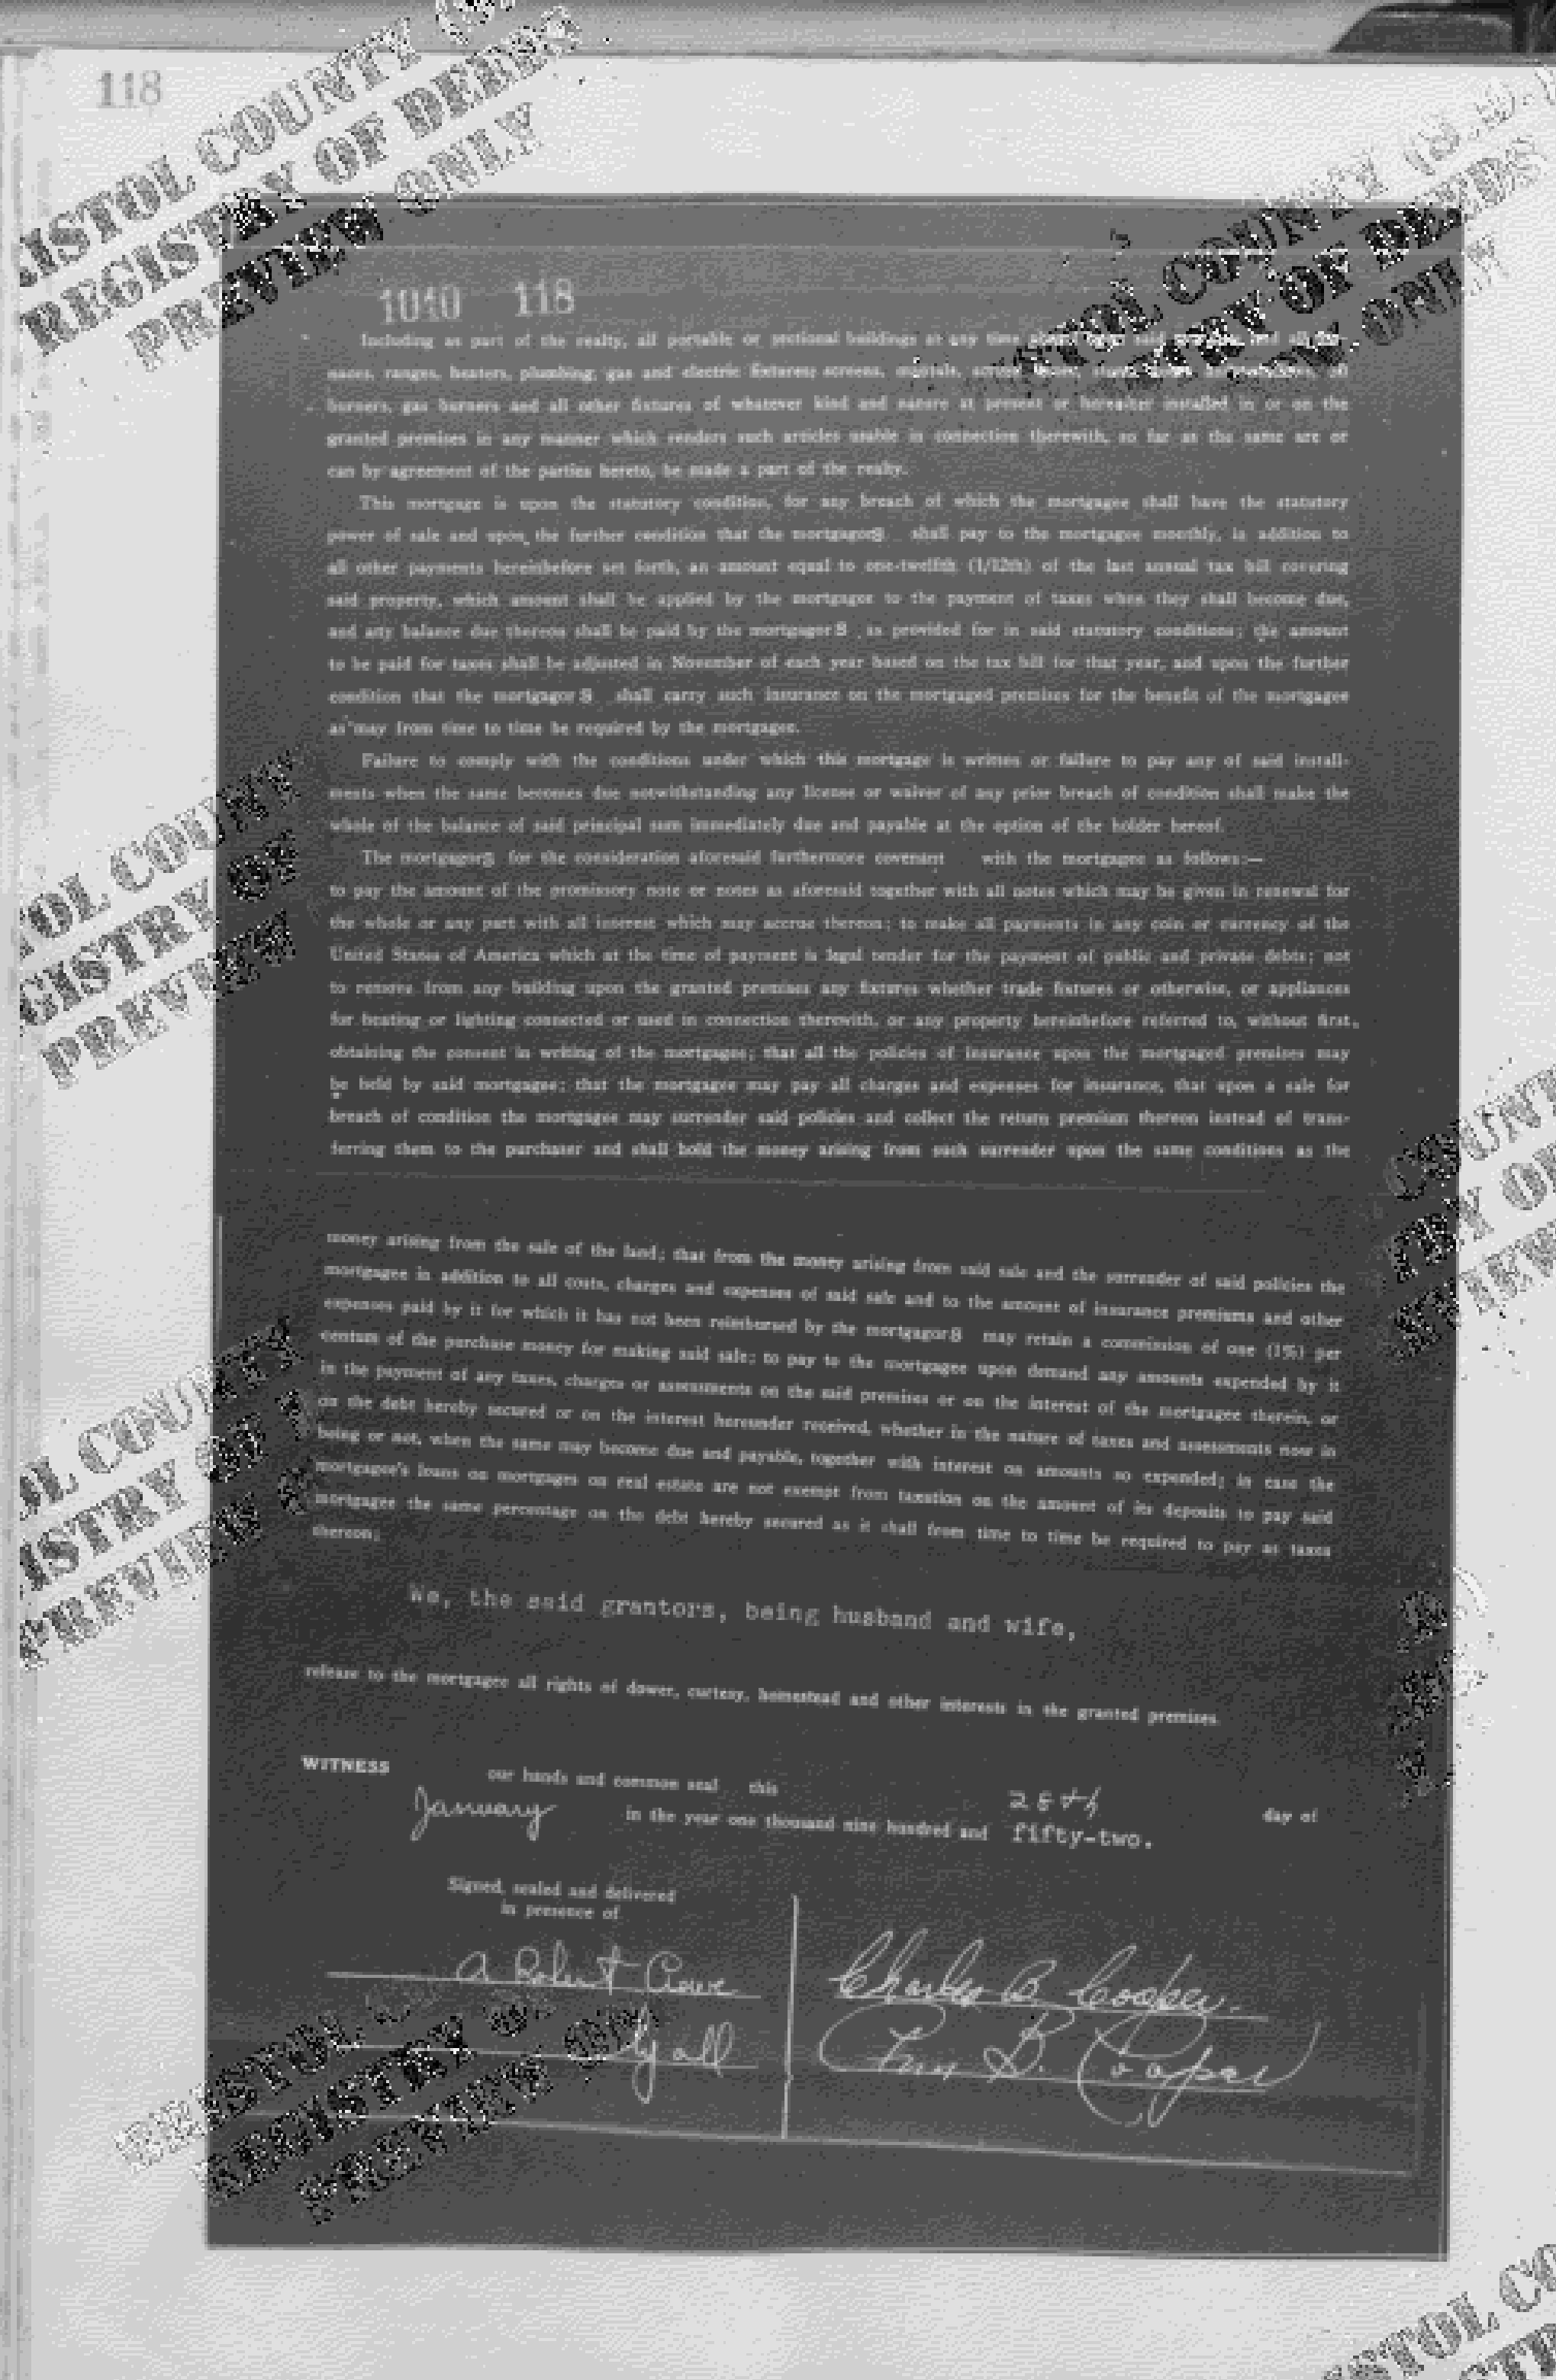 118
BRISTOL COUNTY
REGISTRY OF DEEDS
PREVIEW ONLY
1040 118
Including as part of the realty, all portable or sectional buildings at any time said
naces, ranges, heaters, plumbing, gas and electric fixtures; screens, mantels,
burners, gas burners and all other fixtures of whatever kind and nature at present or hereafter installed in or on the
granted premises in any manner which renders such articles usable in connection therewith, so far as the same are or
can by agreement of the parties hereto, be made a part of the realty.
This mortgage is upon the statutory condition, for any breach of which the mortgagee shall have the statutory
power of sale and upon the further condition that the mortgagors shall pay to the mortgagee monthly, in addition to
all other payments hereinbefore set forth, an amount equal to one-twelfth (1/12th) of the last annual tax bill covering
said property, which amount shall be applied by the mortgagee to the payment of taxes when they shall become due,
and any balance due thereon shall be paid by the mortgagors as provided for in said statutory conditions; the amount
to be paid for taxes shall be adjusted in November of each year based on the tax bill for that year, and upon the further
condition that the mortgagors shall carry such insurance on the mortgaged premises for the benefit of the mortgagee
as may from time to time be required by the mortgagee.
Failure to comply with the conditions under which this mortgage is written or failure to pay any of said install-
ments when the same becomes due notwithstanding any license or waiver of any prior breach of condition shall make the
whole of the balance of said principal sum immediately due and payable at the option of the holder hereof.
The mortgagors for the consideration aforesaid furthermore covenant with the mortgagee as follows:—
to pay the amount of the promissory note or notes as aforesaid together with all notes which may be given in renewal for
the whole or any part with all interest which may accrue thereon; to make all payments in any coin or currency of the
United States of America which at the time of payment is legal tender for the payment of public and private debts; not
to remove from any building upon the granted premises any fixtures whether trade fixtures or otherwise, or appliances
for heating or lighting connected or used in connection therewith, or any property hereinbefore referred to, without first
obtaining the consent in writing of the mortgagee; that all the policies of insurance upon the mortgaged premises may
be held by said mortgagee; that the mortgagee may pay all charges and expenses for insurance, that upon a sale for
breach of condition the mortgagee may surrender said policies and collect the return premium thereon instead of trans-
ferring them to the purchaser and shall hold the money arising from such surrender upon the same conditions as the
money arising from the sale of the land; that from the money arising from said sale and the surrender of said policies the
mortgagee in addition to all costs, charges and expenses of said sale and to the amount of insurance premiums and other
expenses paid by it for which it has not been reimbursed by the mortgagors may retain a commission of one (1%) per
centum of the purchase money for making said sale; to pay to the mortgagee upon demand any amounts expended by it
in the payment of any taxes, charges or assessments on the said premises or on the interest of the mortgagee therein, or
on the debt hereby secured or on the interest hereunder received, whether in the nature of taxes and assessments now in
being or not, when the same may become due and payable, together with interest on amounts so expended; in case the
mortgagee's loans on mortgages on real estate are not exempt from taxation on the amount of its deposits to pay said
mortgagee the same percentage on the debt hereby secured as it shall from time to time be required to pay as taxes
thereon;
We, the said grantors, being husband and wife,
release to the mortgagee all rights of dower, curtesy, homestead and other interests in the granted premises.
WITNESS our hands and common seal this 28th day of
January in the year one thousand nine hundred and fifty-two.
Signed, sealed and delivered
in presence of
A Robert Crowe Charles B. Cooper
by all Ann B. Cooper